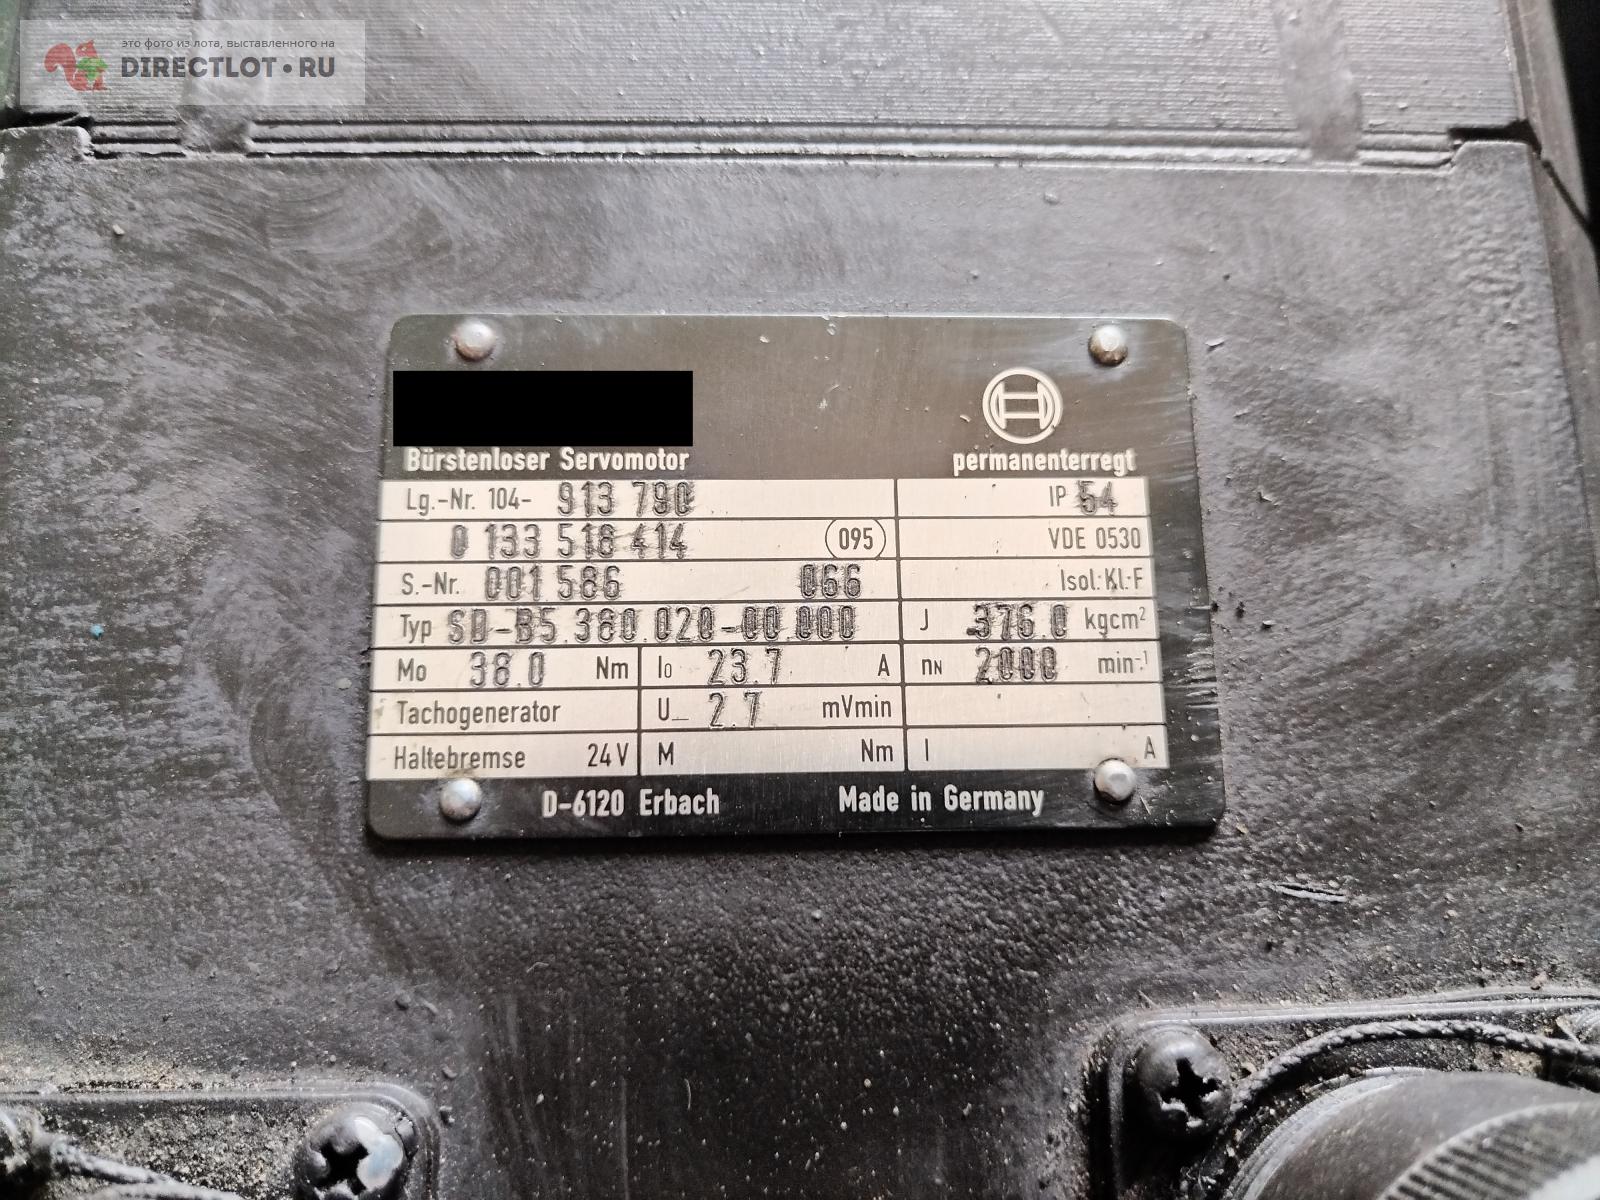 это фото из лота, выставленного на
DIRECTLOT•RU
Bürstenloser Servomotor permanenterregt
Lg.-Nr. 104- 913 790 IP 54
0 133 518 414 095 VDE 0530
S.-Nr. 001 586 066 Isol:Kl.-F
Typ SD-B5.380.020-00.000 J 376.0 kgcm²
Mo 38.0 Nm I0 23.7 A nN 2000 min-1
Tachogenerator U_ 2.7 mVmin
Haltebremse 24V M Nm I A
D-6120 Erbach Made in Germany